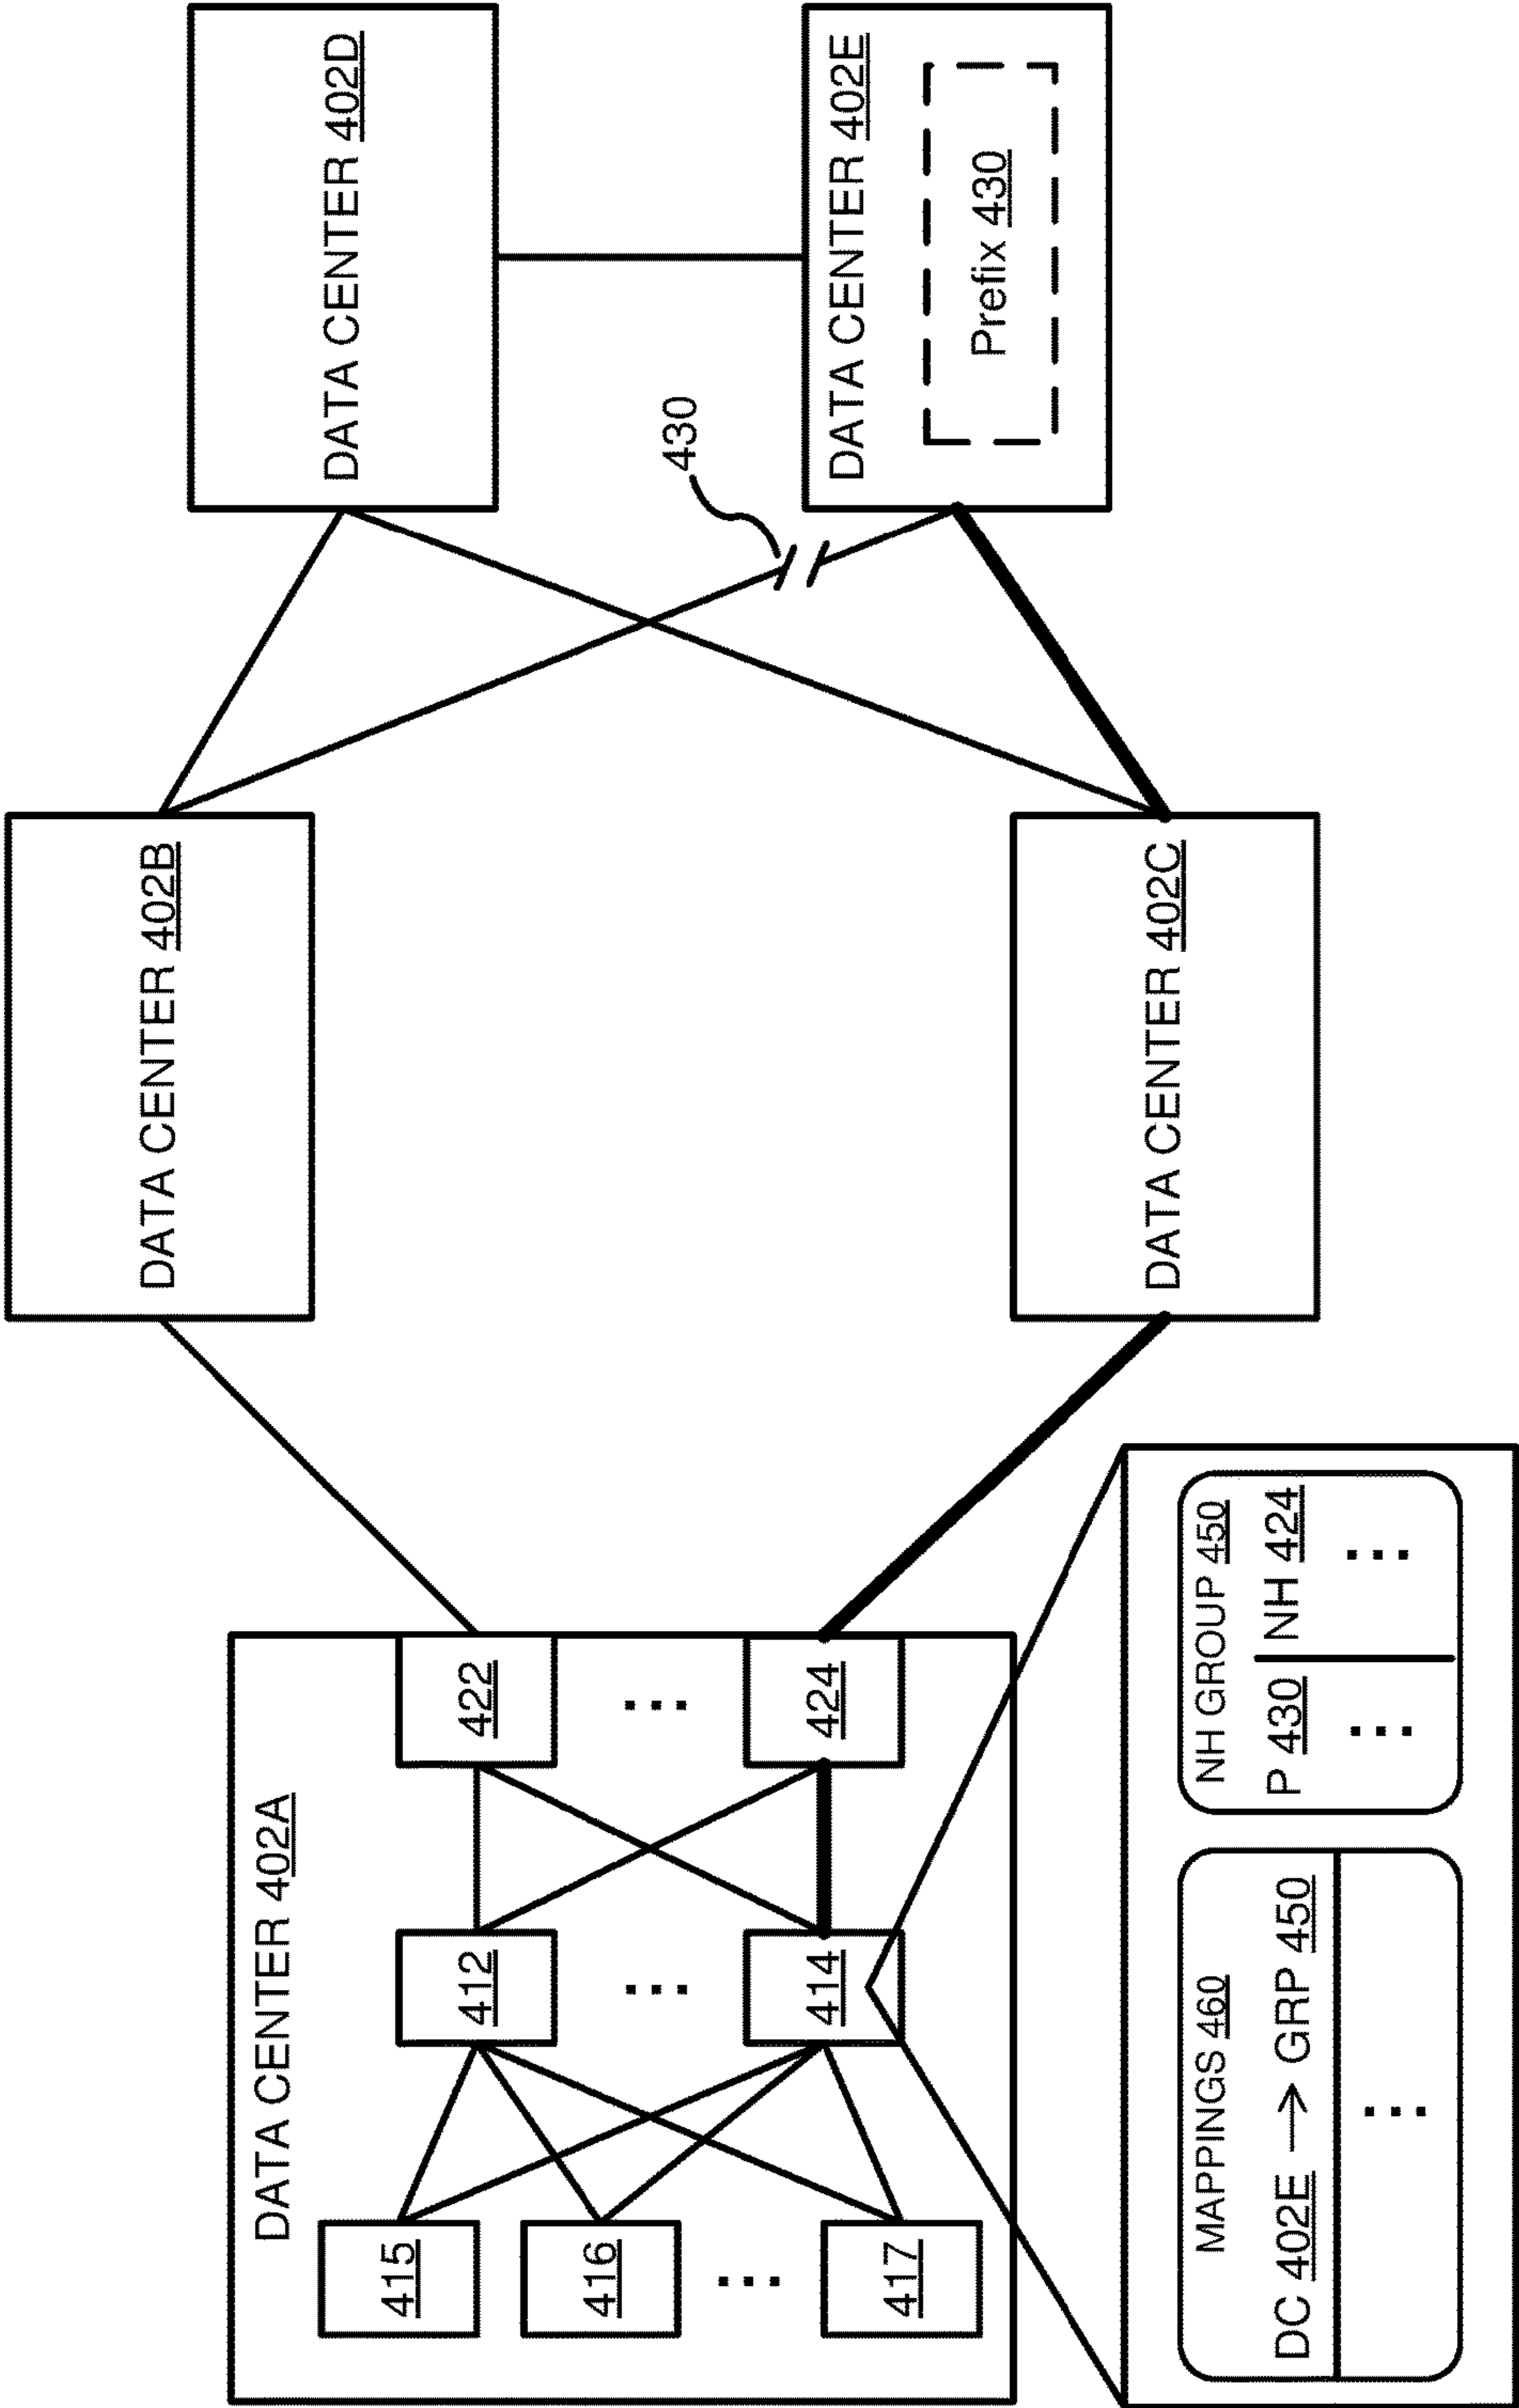 DATA CENTER 402A
415
416
417
412
414
422
424
DATA CENTER 402B
DATA CENTER 402C
DATA CENTER 402D
430
DATA CENTER 402E
Prefix 430
MAPPINGS 460
DC 402E → GRP 450
NH GROUP 450
P 430 NH 424